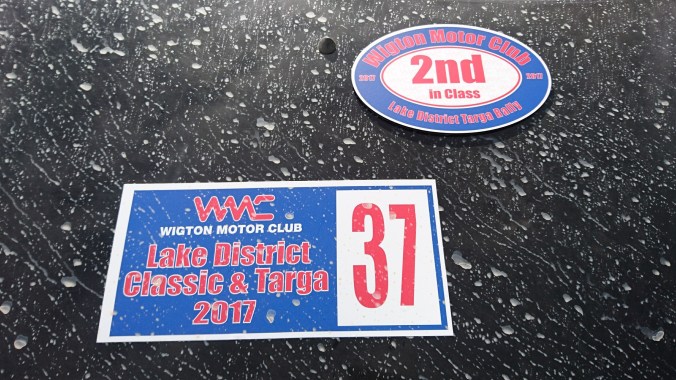 Wigton Motor Club
2017 2nd 2017
in Class
Lake District Targa Rally
WMC
WIGTON MOTOR CLUB
Lake District
Classic & Targa
2017
37